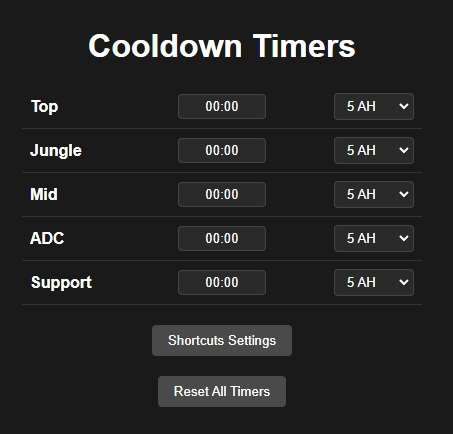 Cooldown Timers
Top 00:00 5 AH
Jungle 00:00 5 AH
Mid 00:00 5 AH
ADC 00:00 5 AH
Support 00:00 5 AH
Shortcuts Settings
Reset All Timers